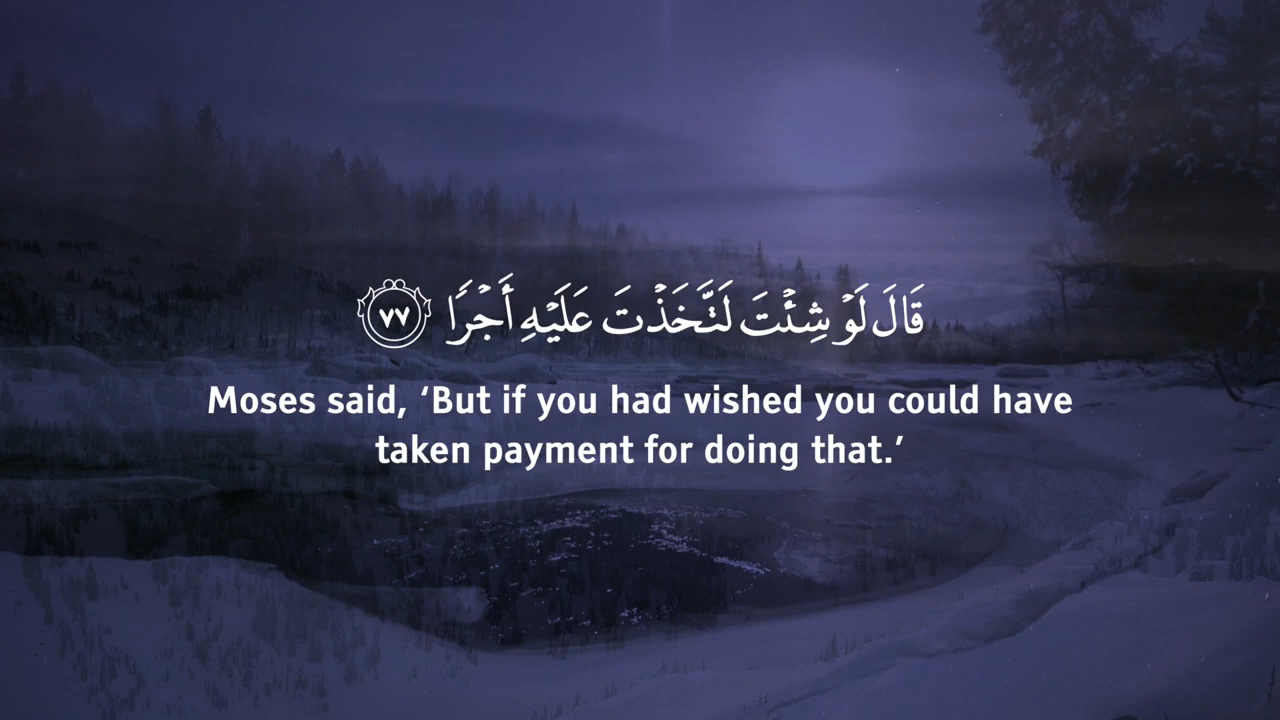 قَالَ لَوْ شِئْتَ لَتَّخَذْتَ عَلَيْهِ أَجْرًا ٧٧
Moses said, ‘But if you had wished you could have
taken payment for doing that.’